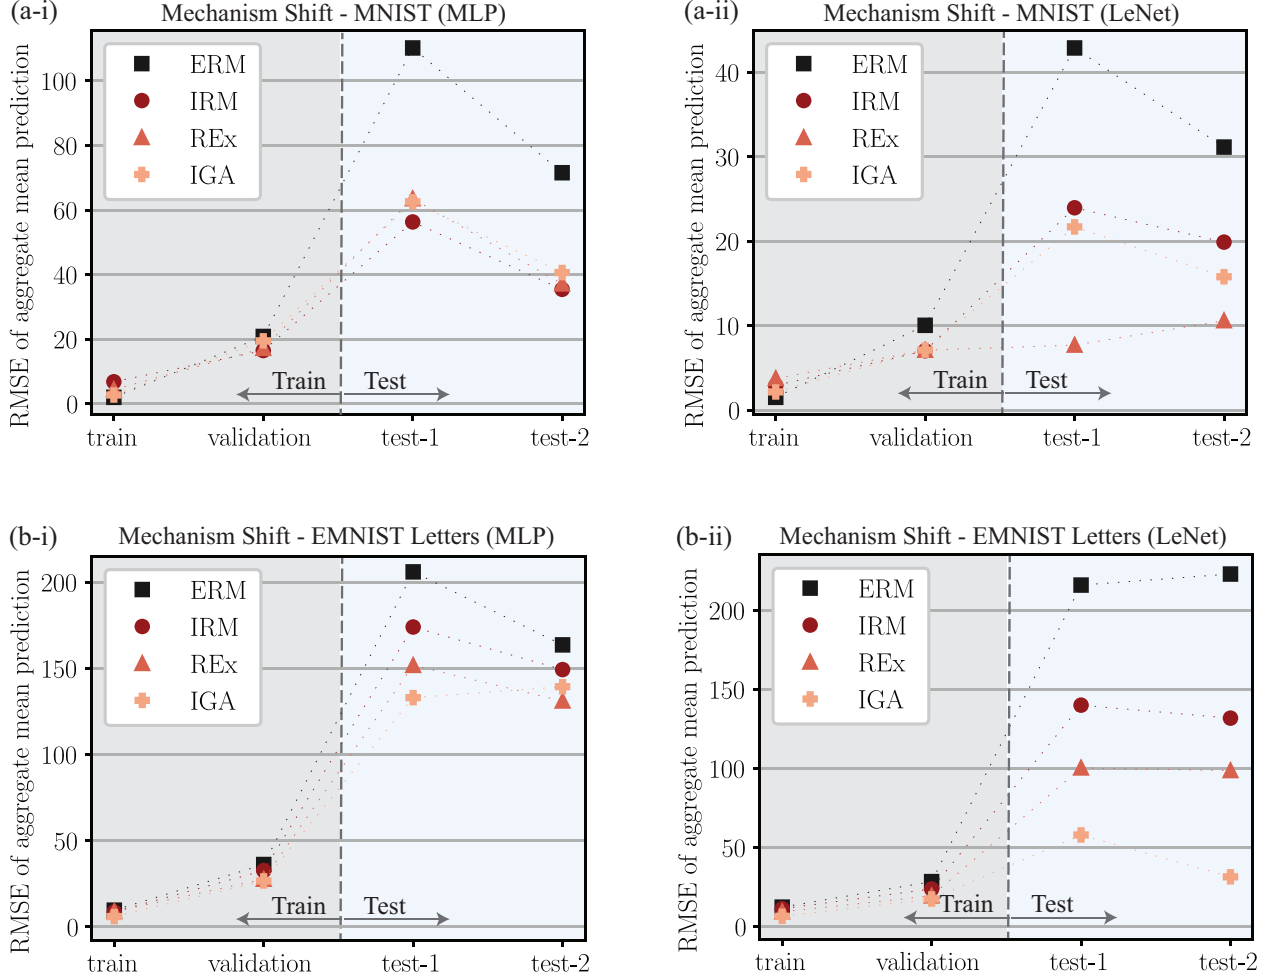 (a-i)
Mechanism Shift - MNIST (MLP)
RMSE of aggregate mean prediction
100
80
60
40
20
0
ERM
IRM
REx
IGA
Train
Test
train
validation
test-1
test-2
(a-ii)
Mechanism Shift - MNIST (LeNet)
RMSE of aggregate mean prediction
40
30
20
10
0
ERM
IRM
REx
IGA
Train
Test
train
validation
test-1
test-2
(b-i)
Mechanism Shift - EMNIST Letters (MLP)
RMSE of aggregate mean prediction
200
150
100
50
0
ERM
IRM
REx
IGA
Train
Test
train
validation
test-1
test-2
(b-ii)
Mechanism Shift - EMNIST Letters (LeNet)
RMSE of aggregate mean prediction
200
150
100
50
0
ERM
IRM
REx
IGA
Train
Test
train
validation
test-1
test-2